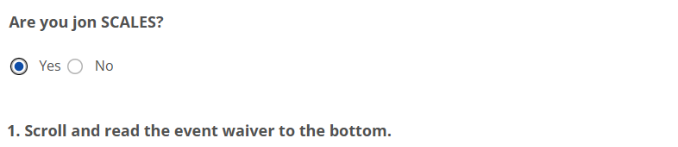 Are you jon SCALES?
Yes No
1. Scroll and read the event waiver to the bottom.